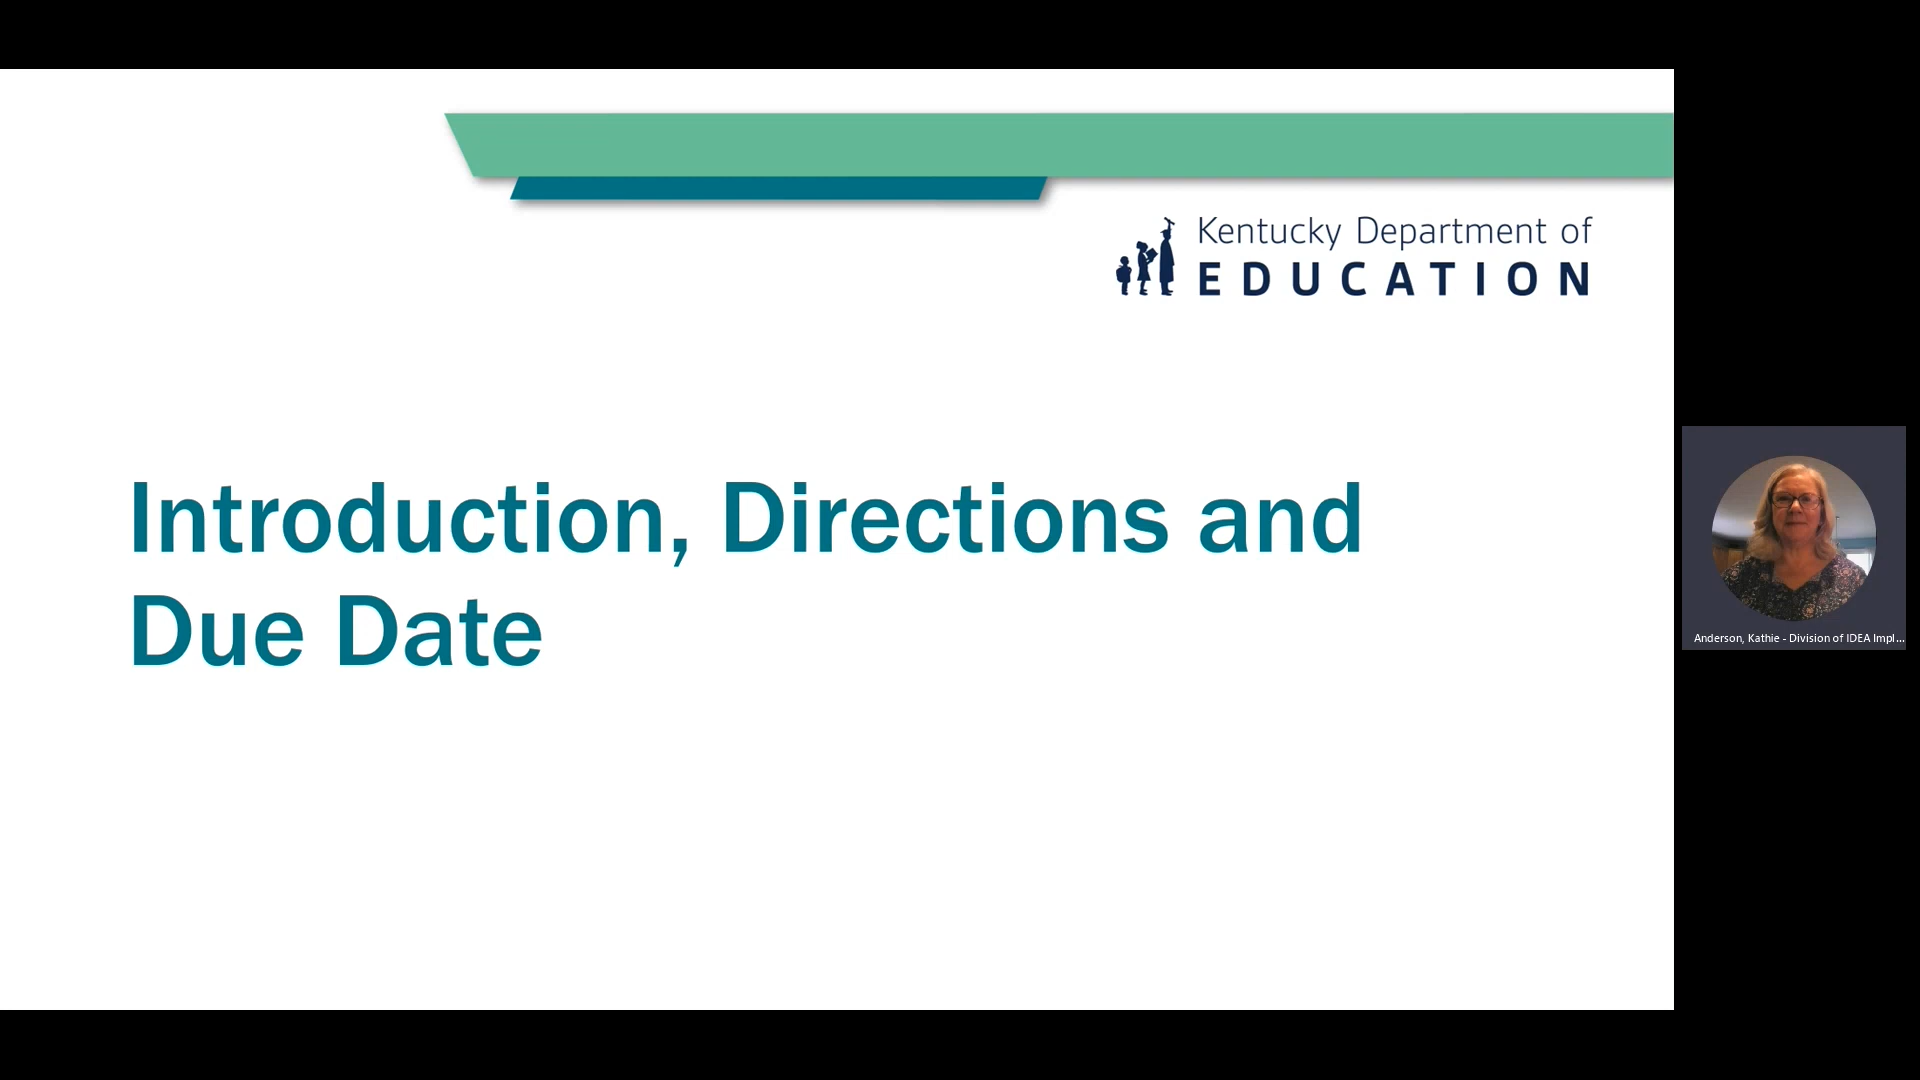 Kentucky Department of
EDUCATION
Introduction, Directions and
Due Date
Anderson, Kathie - Division of IDEA Impl...